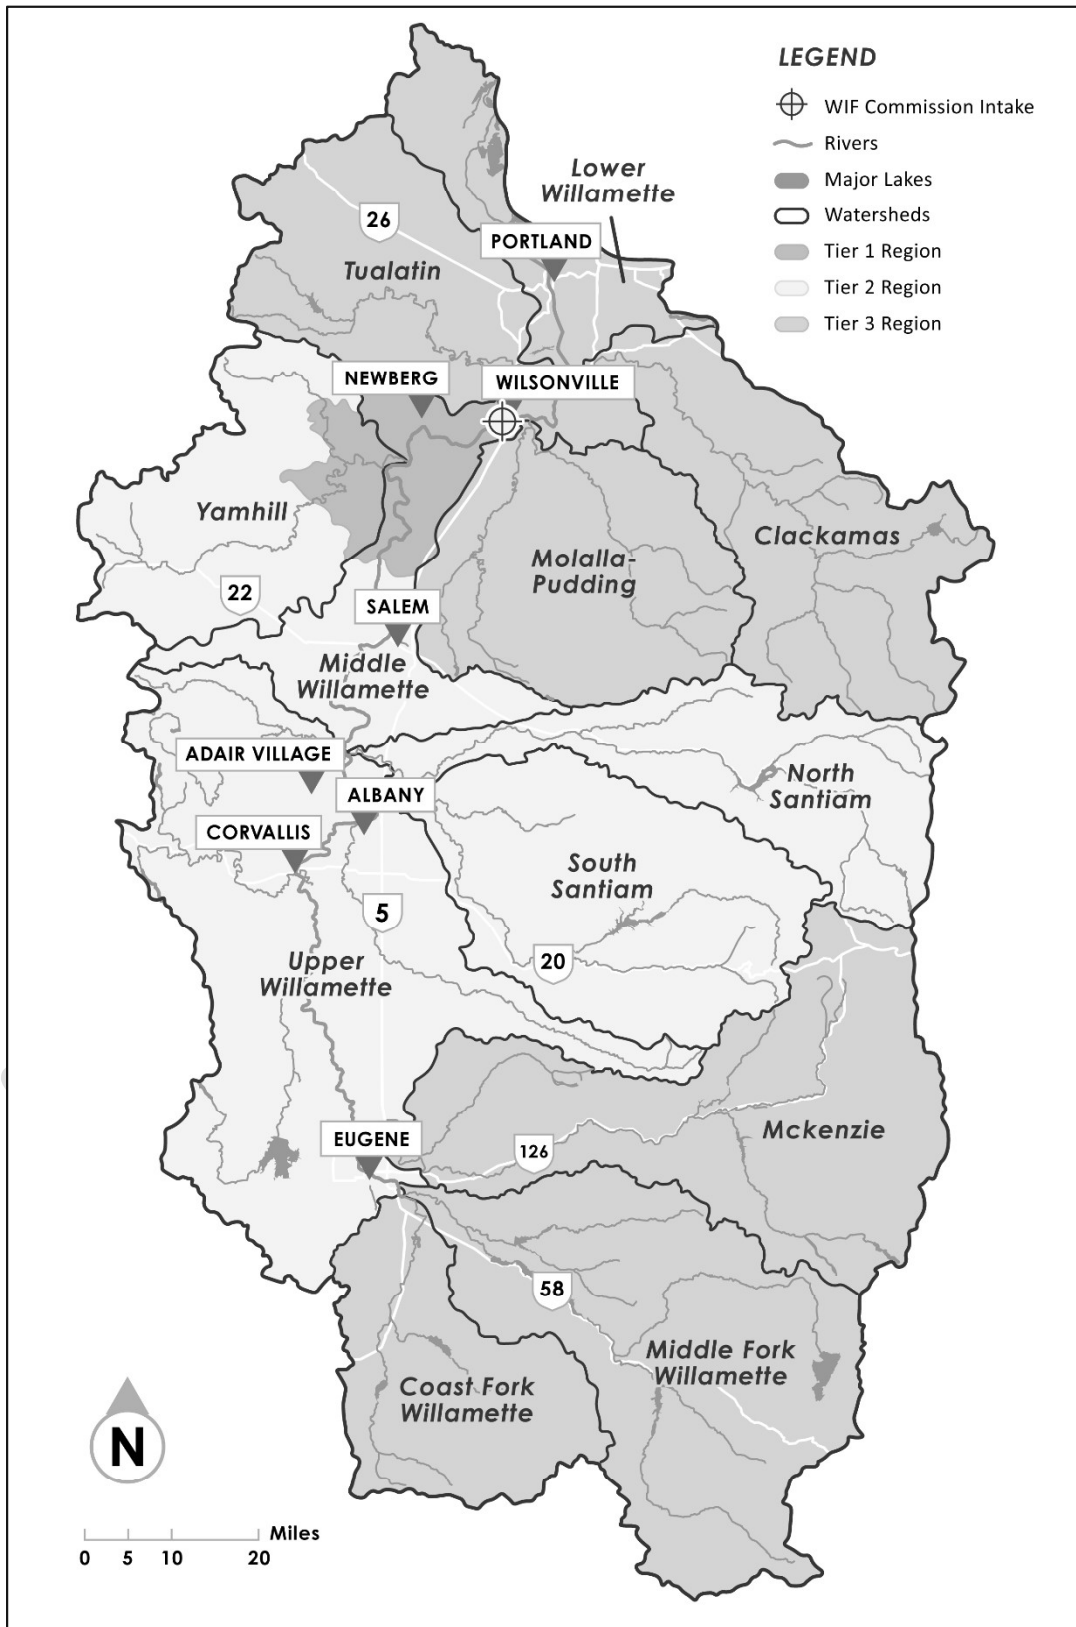 LEGEND
WIF Commission Intake
Rivers
Major Lakes
Watersheds
Tier 1 Region
Tier 2 Region
Tier 3 Region
Lower
Willamette
26
PORTLAND
Tualatin
NEWBERG
WILSONVILLE
Yamhill
Clackamas
Molalla-
Pudding
22
SALEM
Middle
Willamette
ADAIR VILLAGE
North
Santiam
ALBANY
CORVALLIS
South
Santiam
5
20
Upper
Willamette
Mckenzie
EUGENE
126
58
Middle Fork
Willamette
Coast Fork
Willamette
N
Miles
0 5 10 20